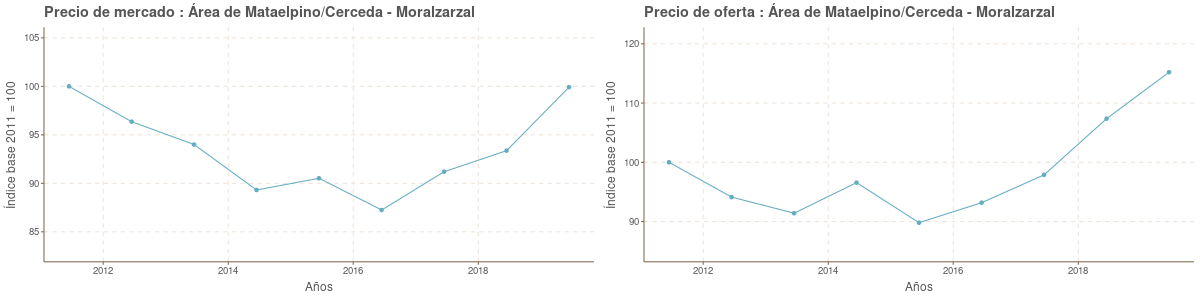 Precio de mercado : Área de Mataelpino/Cerceda - Moralzarzal
105
100
95
90
85
Índice base 2011 = 100
2012 2014 2016 2018
Años
Precio de oferta : Área de Mataelpino/Cerceda - Moralzarzal
120
110
100
90
Índice base 2011 = 100
2012 2014 2016 2018
Años